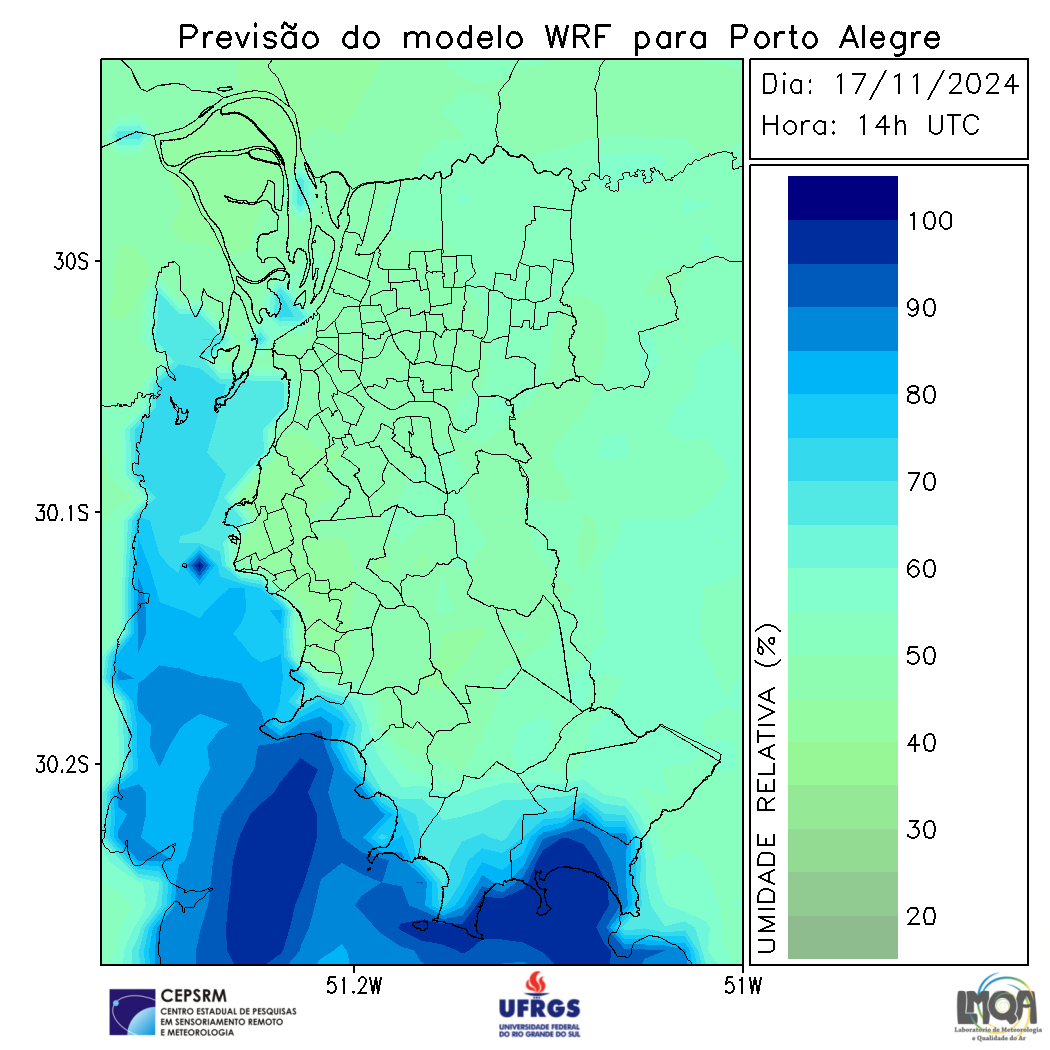 Previsão do modelo WRF para Porto Alegre
Dia: 17/11/2024
Hora: 14h UTC
100
90
80
70
60
50
40
30
20
UMIDADE RELATIVA (%)
30S
30.1S
30.2S
51.2W
51W
CEPSRM
CENTRO ESTADUAL DE PESQUISAS
EM SENSORIAMENTO REMOTO
E METEOROLOGIA
UFRGS
UNIVERSIDADE FEDERAL
DO RIO GRANDE DO SUL
LMQA
Laboratório de Meteorologia
e Qualidade do Ar